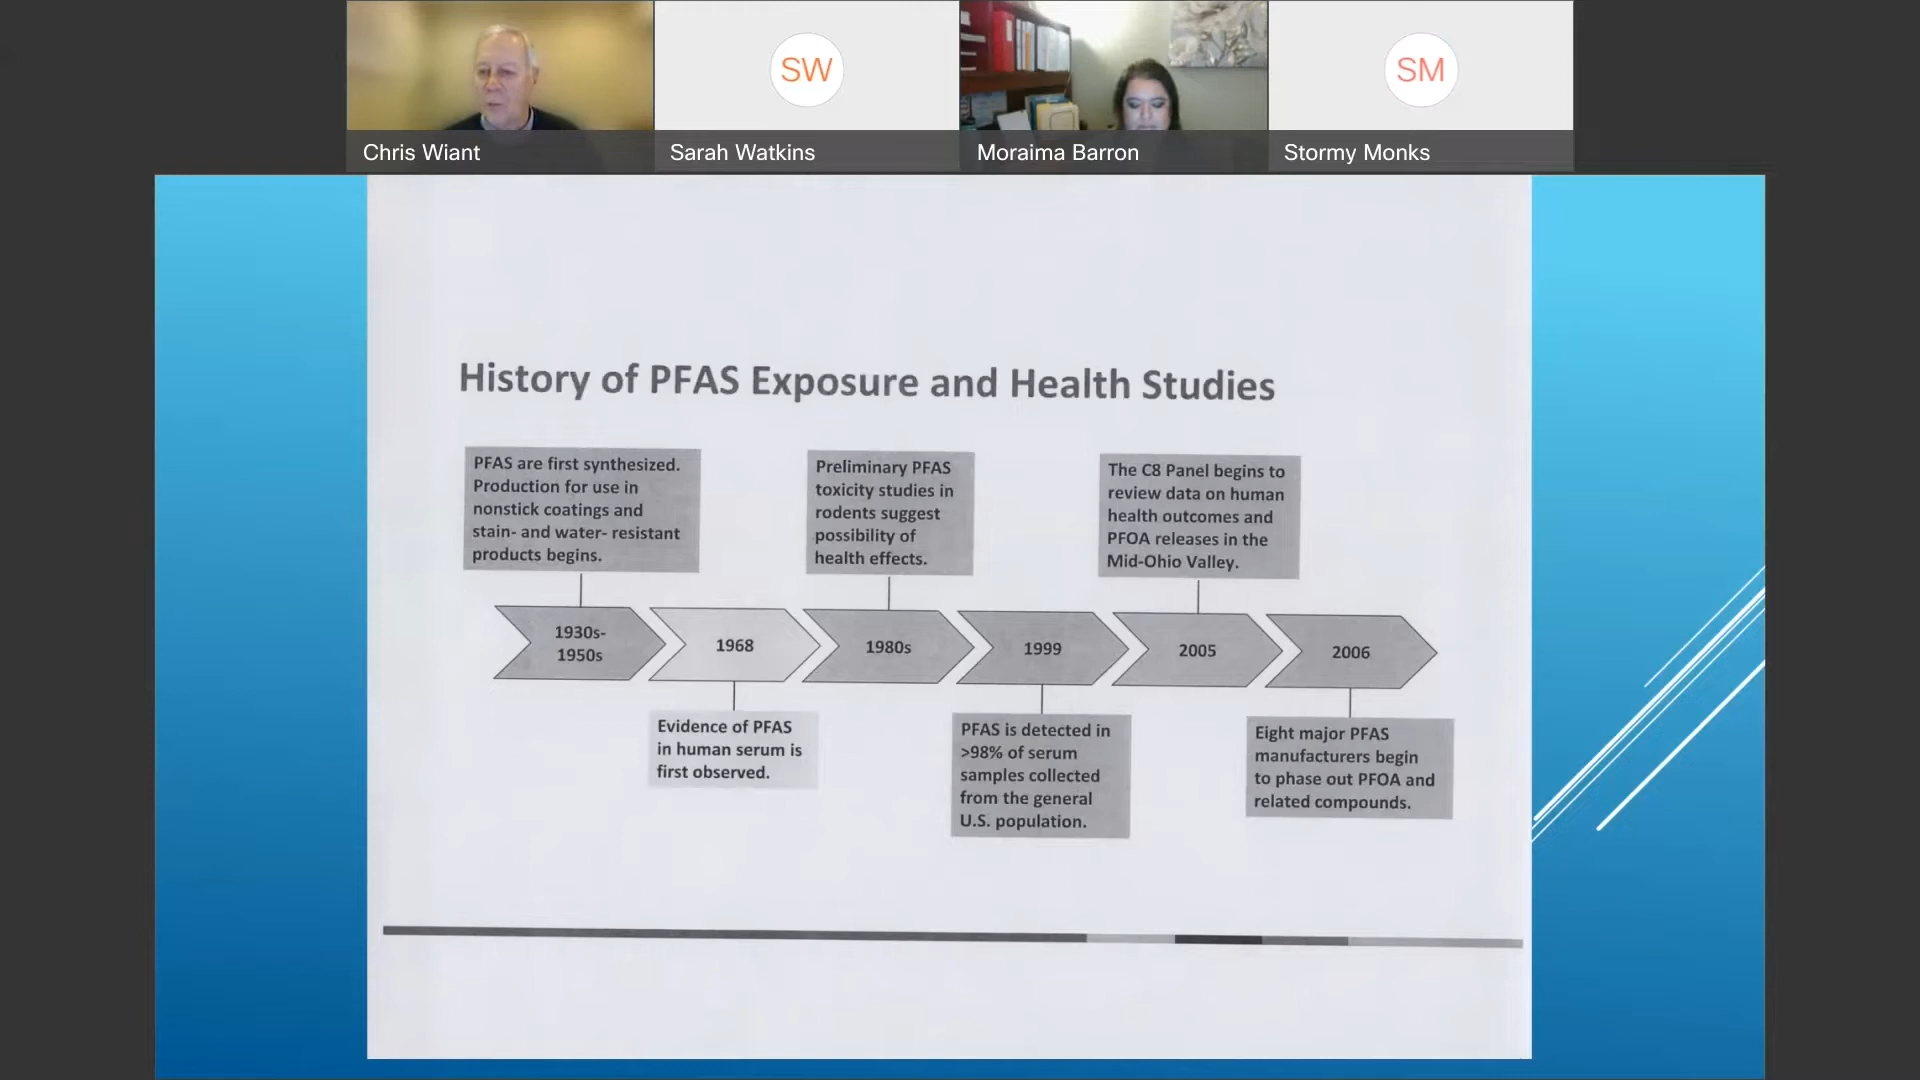 SW
SM
Chris Wiant
Sarah Watkins
Moraima Barron
Stormy Monks
History of PFAS Exposure and Health Studies
PFAS are first synthesized.
Production for use in
nonstick coatings and
stain- and water- resistant
products begins.
Preliminary PFAS
toxicity studies in
rodents suggest
possibility of
health effects.
The C8 Panel begins to
review data on human
health outcomes and
PFOA releases in the
Mid-Ohio Valley.
1930s-
1950s
1968
1980s
1999
2005
2006
Evidence of PFAS
in human serum is
first observed.
PFAS is detected in
>98% of serum
samples collected
from the general
U.S. population.
Eight major PFAS
manufacturers begin
to phase out PFOA and
related compounds.